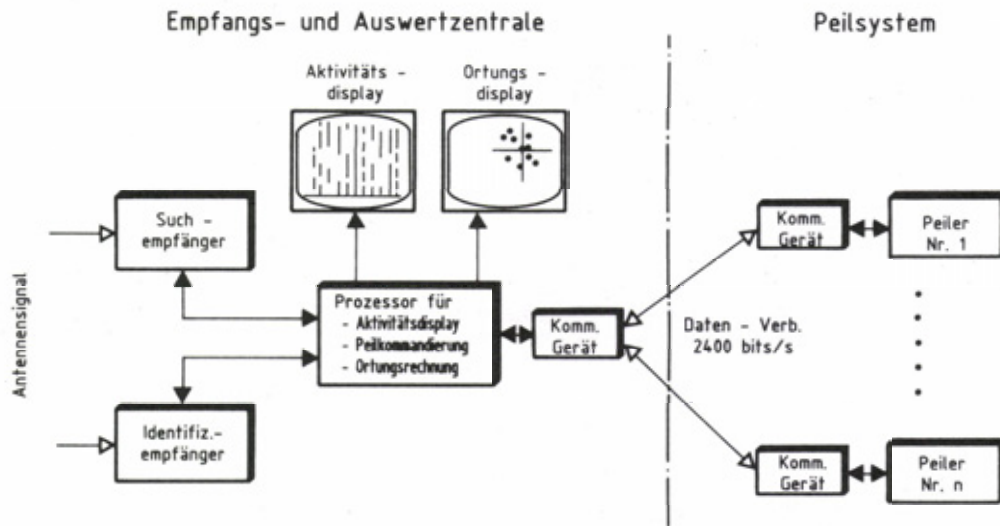 Empfangs- und Auswertzentrale
Peilsystem
Aktivitäts -
display
Ortungs -
display
Such -
empfänger
Antennensignal
Identifiz.-
empfänger
Prozessor für
- Aktivitätsdisplay
- Peilkommandierung
- Ortungsrechnung
Komm.
Gerät
Daten - Verb.
2400 bits/s
Komm.
Gerät
Peiler
Nr. 1
Komm.
Gerät
Peiler
Nr. n